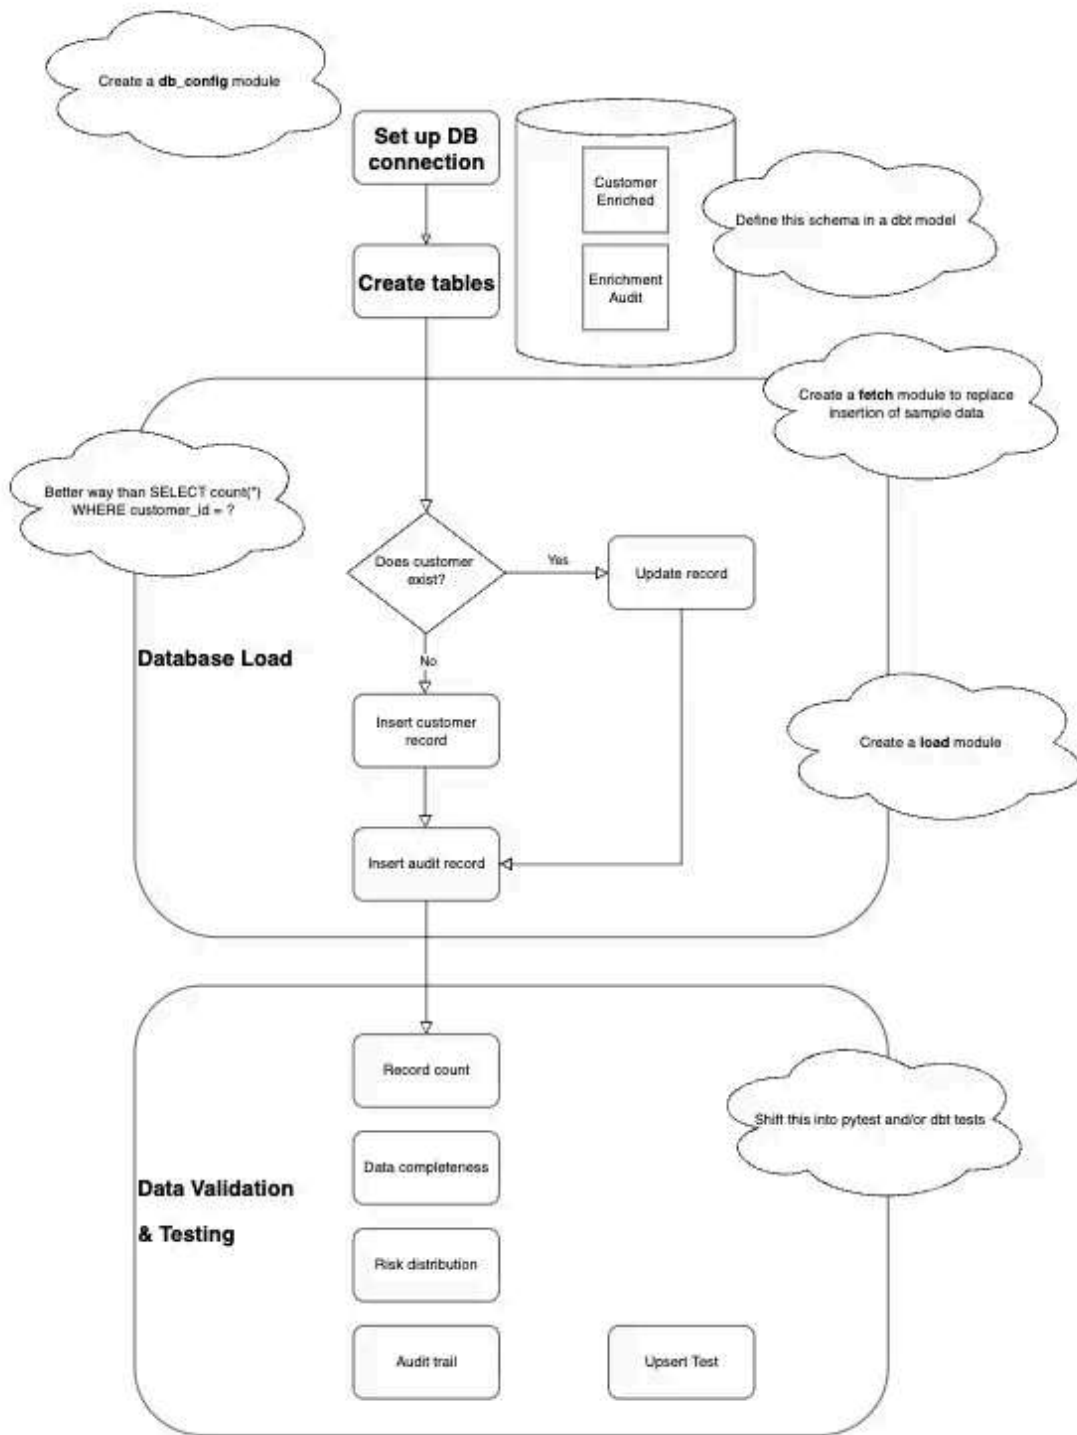 Create a db_config module
Set up DB
connection
Customer
Enriched
Define this schema in a dbt model
Create tables
Enrichment
Audit
Create a fetch module to replace
insertion of sample data
Better way than SELECT count(*)
WHERE customer_id = ?
Does customer
exist?
Yes
Update record
No
Database Load
Insert customer
record
Create a load module
Insert audit record
Record count
Shift this into pytest and/or dbt tests
Data completeness
Data Validation
& Testing
Risk distribution
Audit trail
Upsert Test